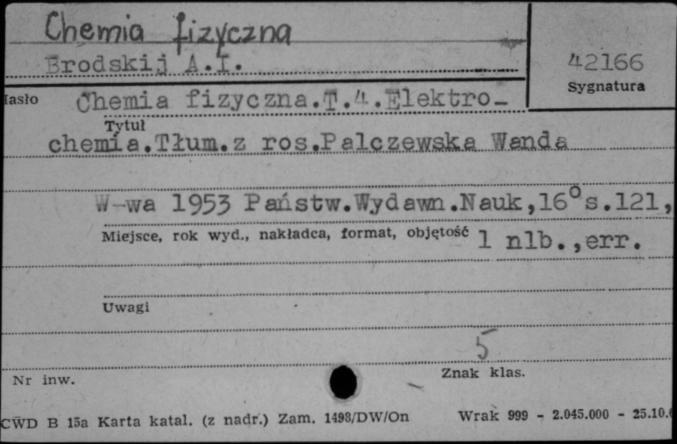 Chemia fizyczna
Brodskij A.I.
42166
Sygnatura
Hasło Chemia fizyczna.T.4.Elektro-
Tytuł
chemia.Tłum.z ros.Palczewska Wanda
W-wa 1953 Państw.Wydawn.Nauk,16°s.121,
Miejsce, rok wyd., nakładca, format, objętość 1 nlb.,err.
Uwagi
5
Nr inw. Znak klas.
CWD B 15a Karta katal. (z nadr.) Zam. 1498/DW/On Wrak 999 - 2.045.000 - 25.10.